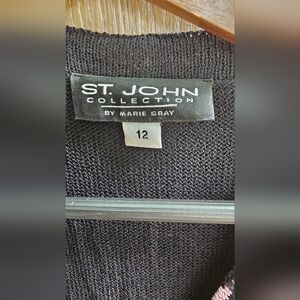 ST. JOHN
COLLECTION
BY MARIE GRAY
12